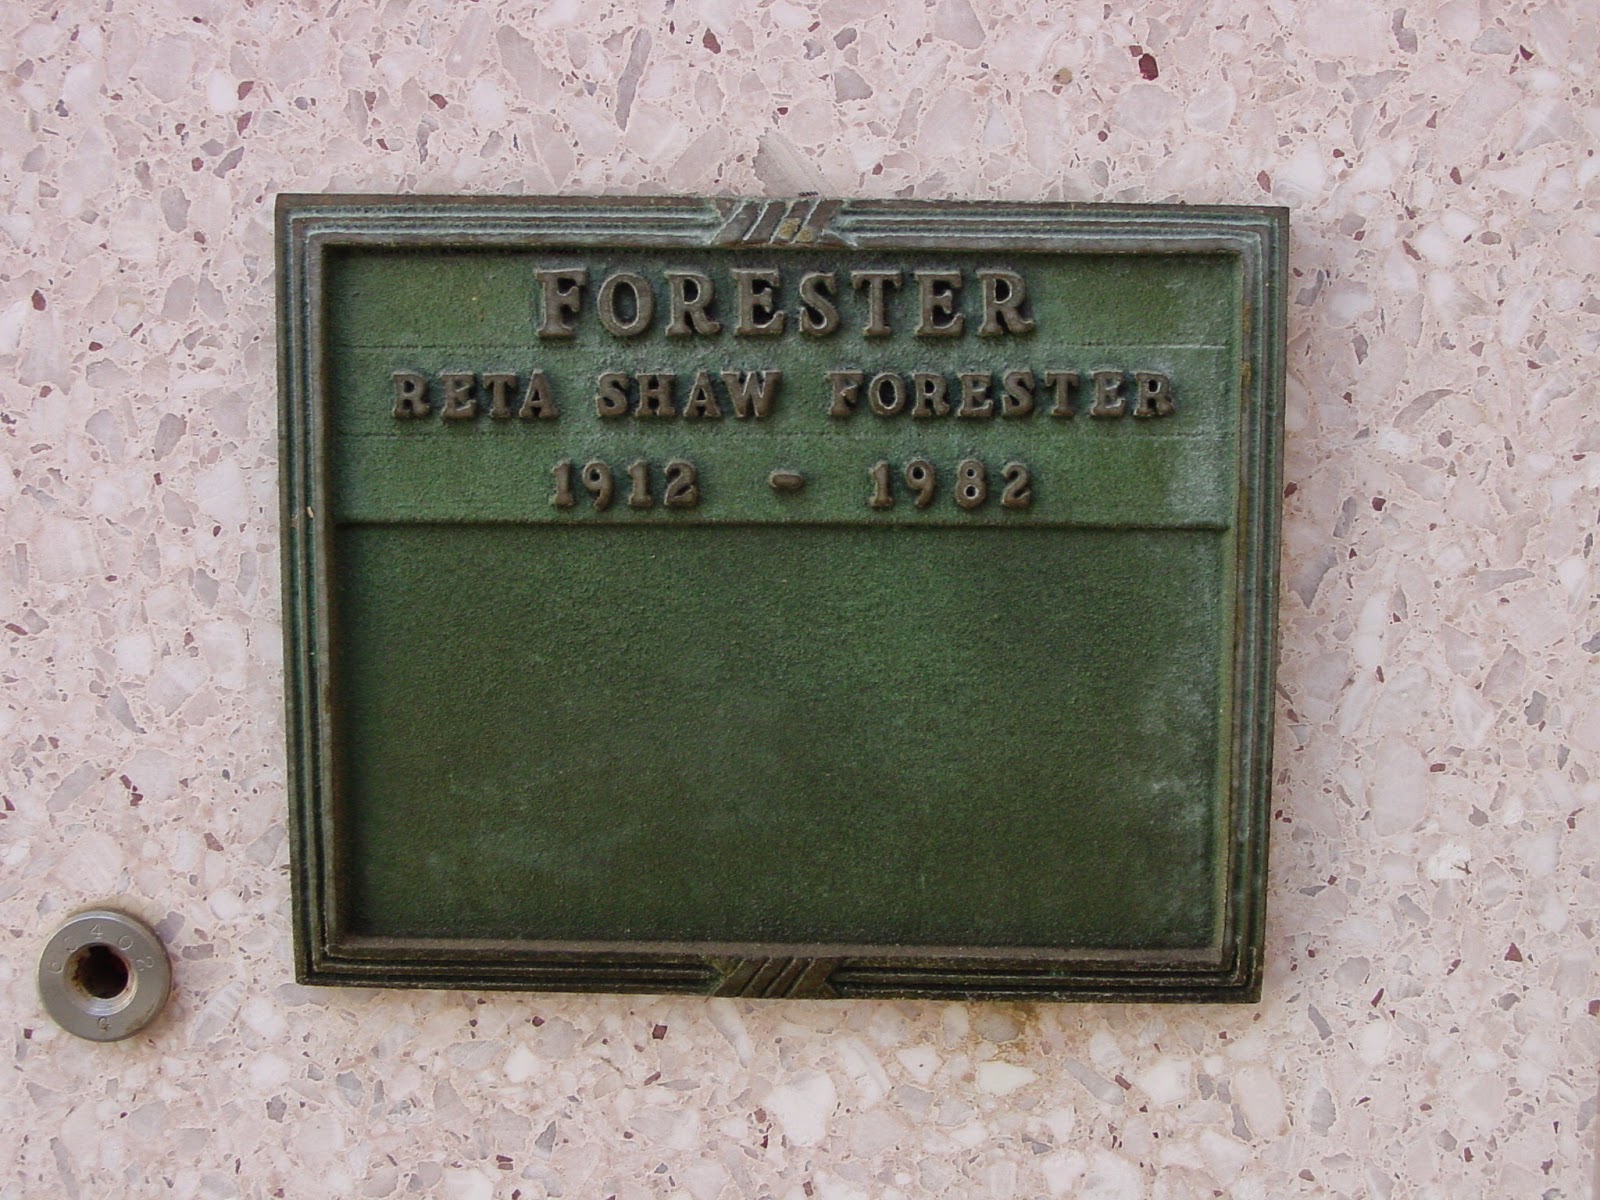 FORESTER
RETA SHAW FORESTER
1912 - 1982